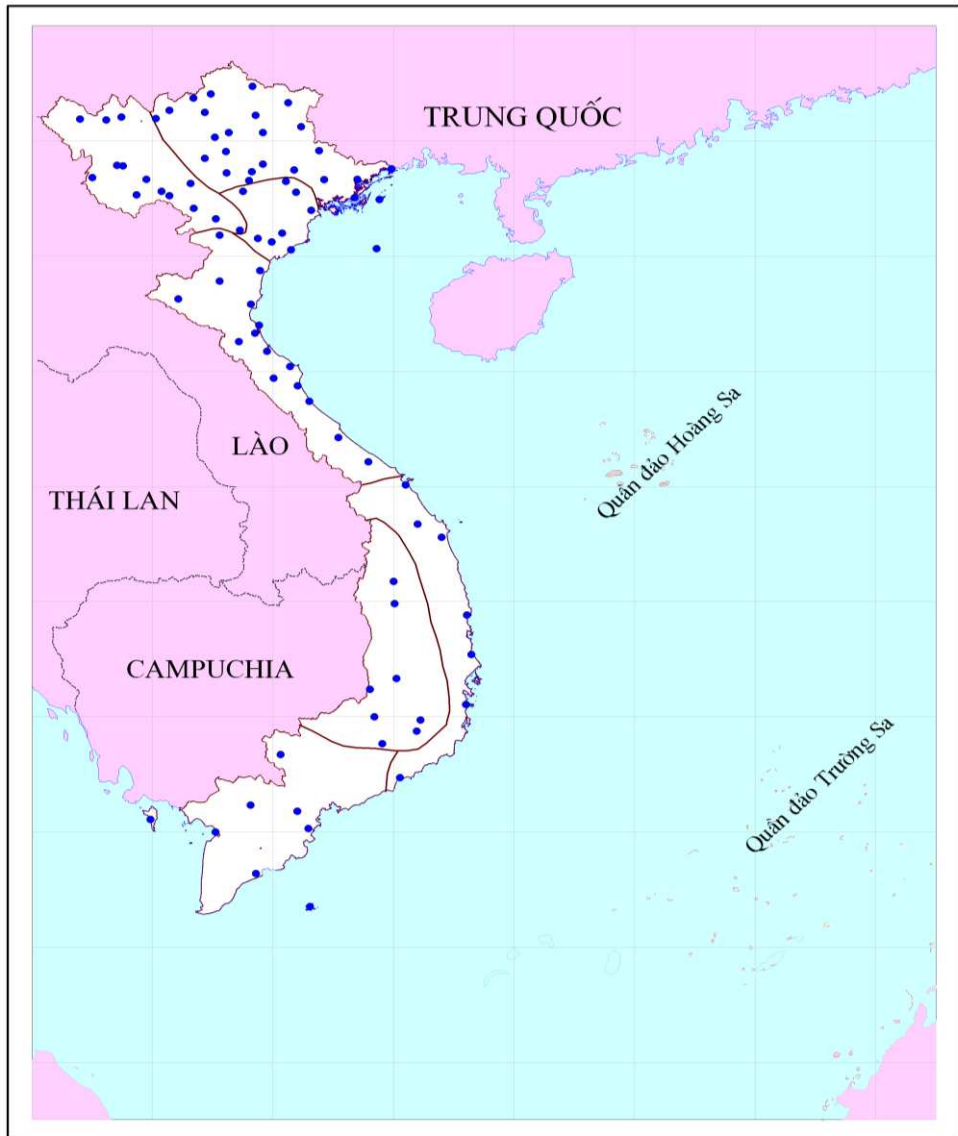 TRUNG QUỐC
Quần đảo Hoàng Sa
LÀO
THÁI LAN
CAMPUCHIA
Quần đảo Trường Sa